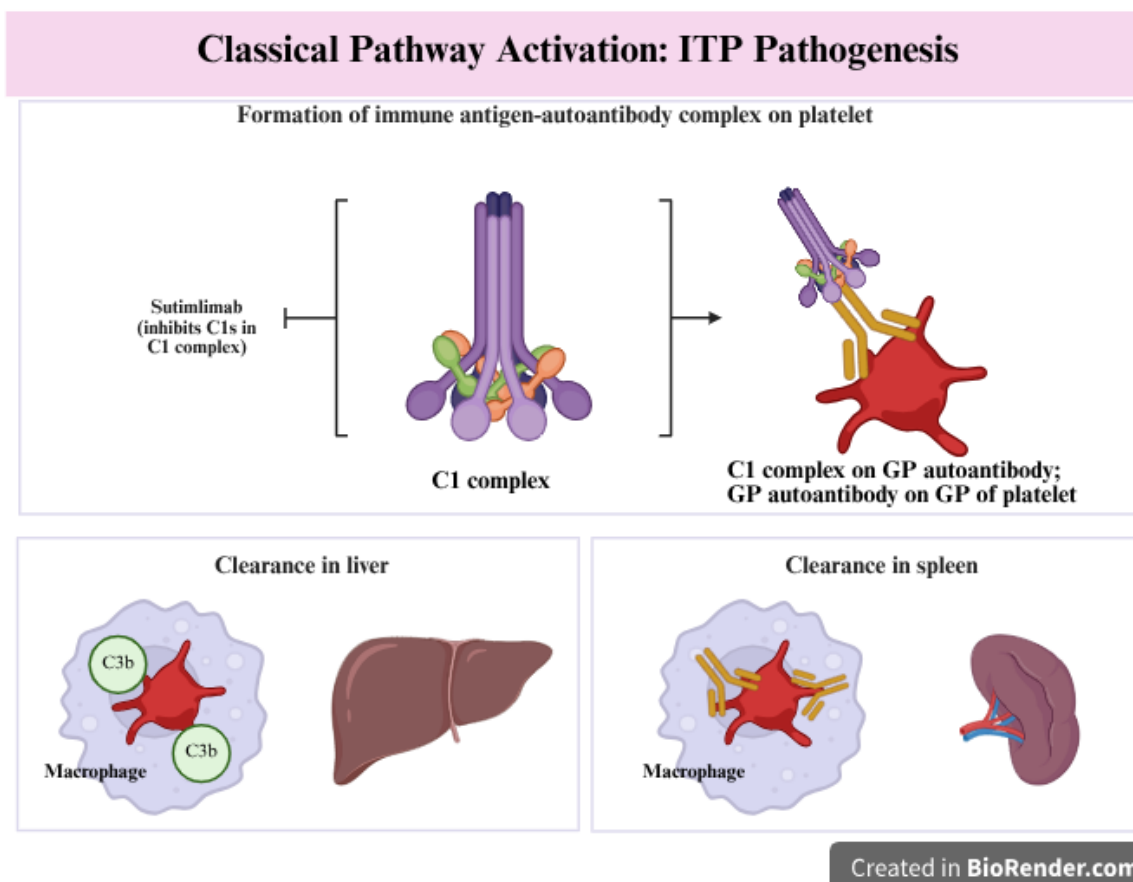 Classical Pathway Activation: ITP Pathogenesis
Formation of immune antigen-autoantibody complex on platelet
Sutimlimab
(inhibits C1s in
C1 complex)
C1 complex
C1 complex on GP autoantibody;
GP autoantibody on GP of platelet
Clearance in liver
C3b
C3b
Macrophage
Clearance in spleen
Macrophage
Created in BioRender.com